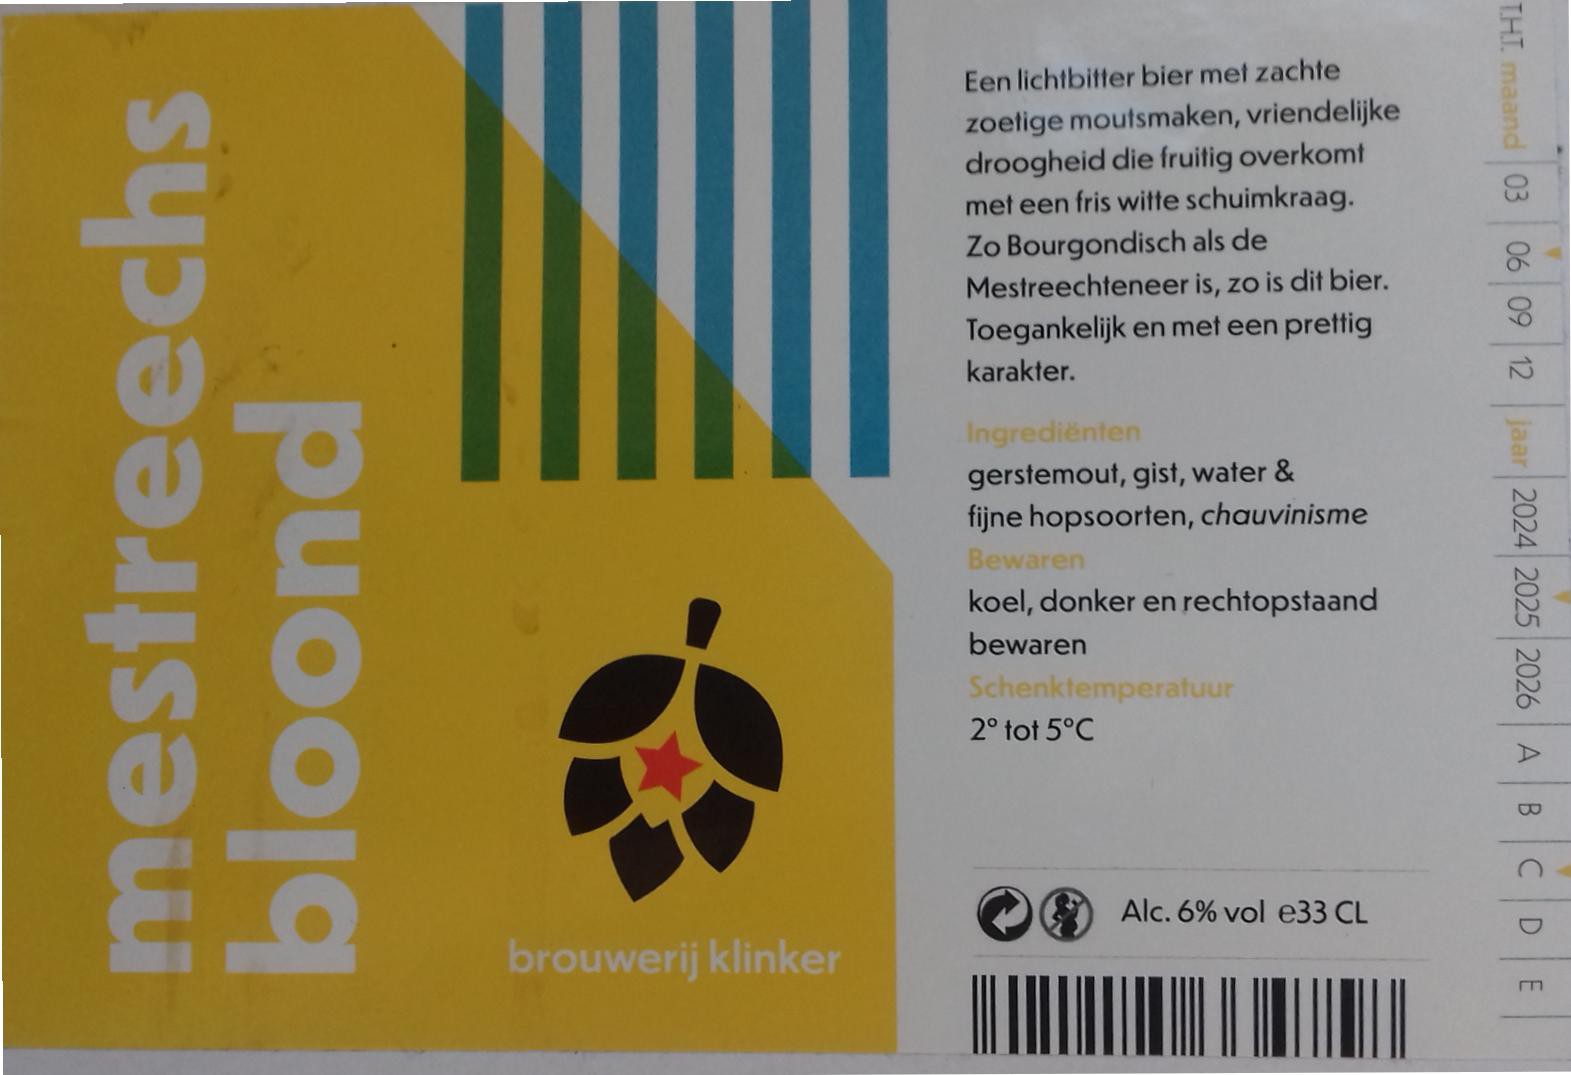 mestreechs
bloond
brouwerij klinker
Een lichtbitter bier met zachte
zoetige moutsmaken, vriendelijke
droogheid die fruitig overkomt
met een fris witte schuimkraag.
Zo Bourgondisch als de
Mestreechteneer is, zo is dit bier.
Toegankelijk en met een prettig
karakter.
Ingrediënten
gerstemout, gist, water &
fijne hopsoorten, chauvinisme
Bewaren
koel, donker en rechtopstaand
bewaren
Schenktemperatuur
2° tot 5°C
Alc. 6% vol e33 CL
T.H.T. maand 03 06 09 12 jaar 2024 2025 2026 A B C D E